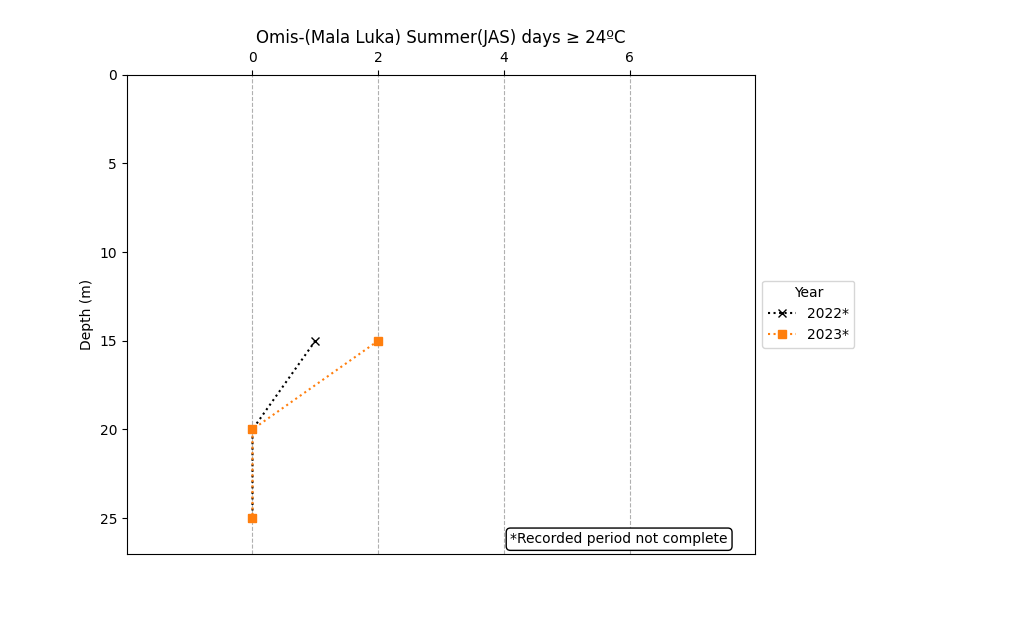 Omis-(Mala Luka) Summer(JAS) days ≥ 24ºC
0 2 4 6
0
5
10
15
20
25
Depth (m)
Year
2022*
2023*
*Recorded period not complete